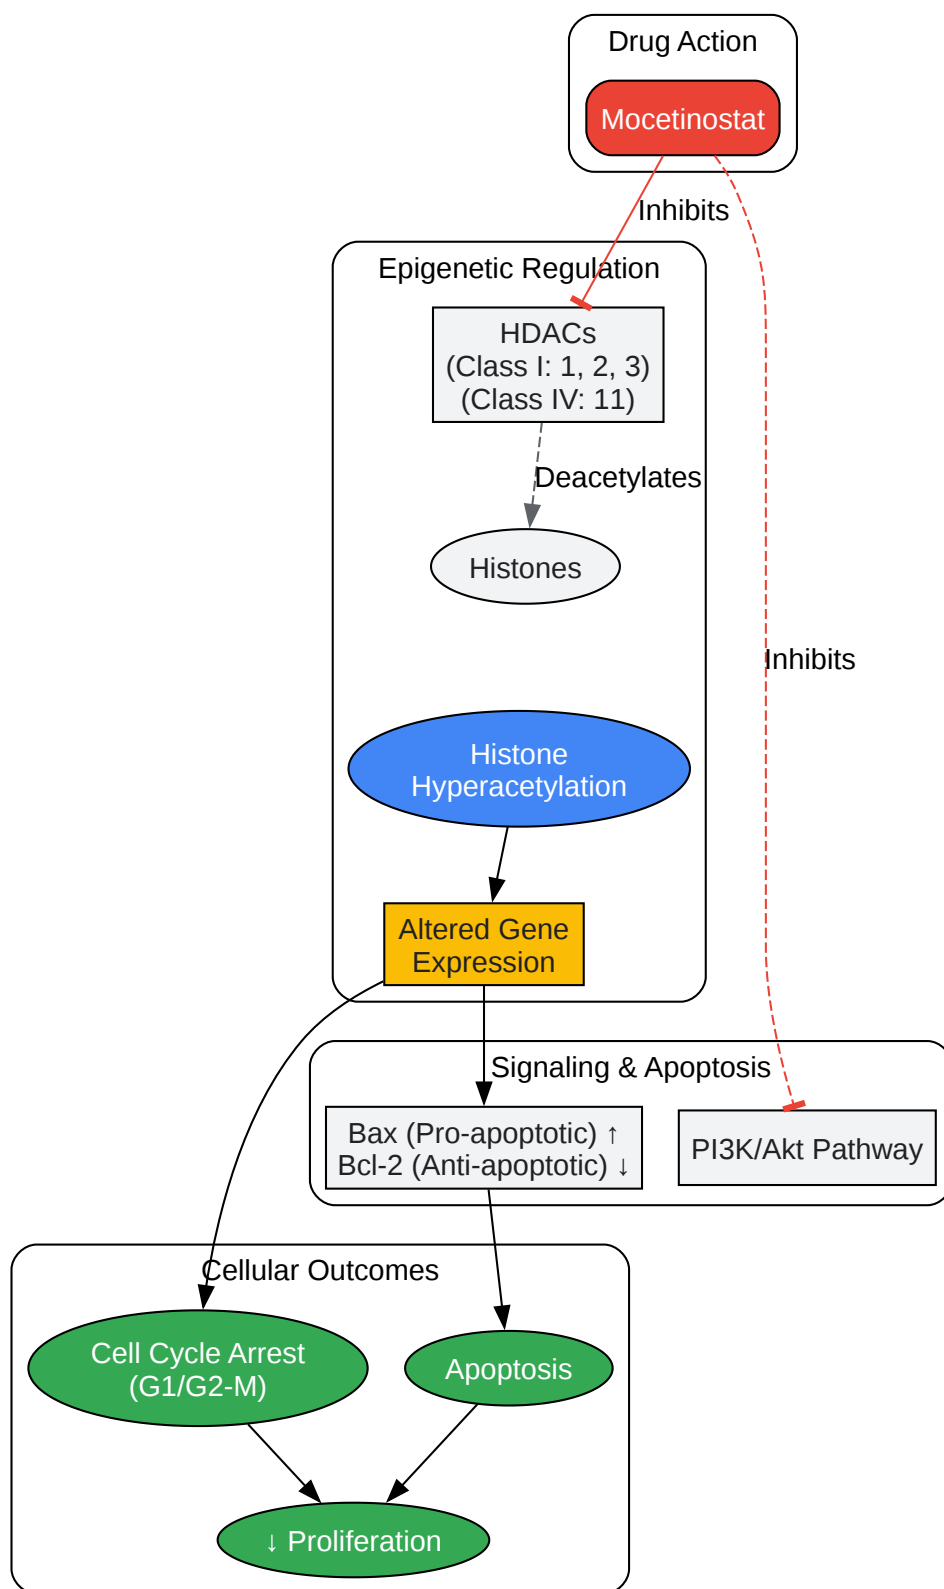 Drug Action
Mocetinostat
Inhibits
Epigenetic Regulation
HDACs
(Class I: 1, 2, 3)
(Class IV: 11)
Deacetylates
Histones
Inhibits
Histone
Hyperacetylation
Altered Gene
Expression
Signaling & Apoptosis
Bax (Pro-apoptotic) ↑
Bcl-2 (Anti-apoptotic) ↓
PI3K/Akt Pathway
Cellular Outcomes
Cell Cycle Arrest
(G1/G2-M)
Apoptosis
↓ Proliferation